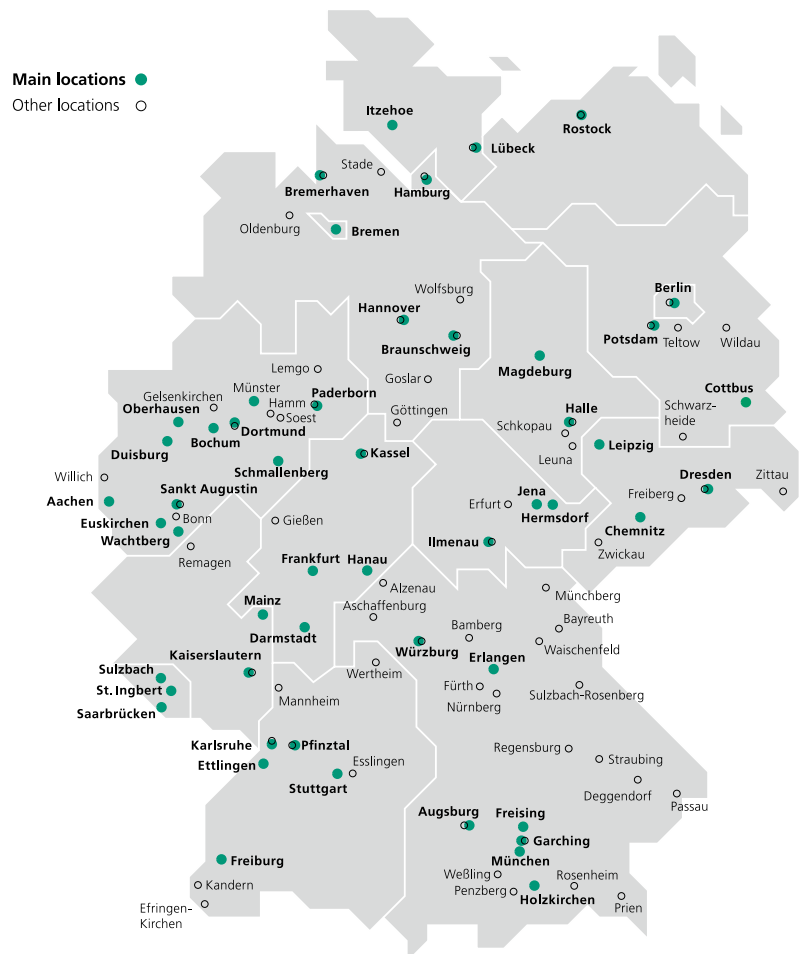 Main locations
Other locations
Itzehoe
Rostock
Lübeck
Stade
Bremerhaven
Hamburg
Oldenburg
Bremen
Berlin
Wolfsburg
Hannover
Potsdam
Teltow
Wildau
Braunschweig
Magdeburg
Lemgo
Goslar
Münster
Paderborn
Gelsenkirchen
Hamm
Cottbus
Oberhausen
Soest
Göttingen
Halle
Schwarz-
heide
Bochum
Dortmund
Schkopau
Duisburg
Leipzig
Kassel
Leuna
Schmallenberg
Willich
Dresden
Zittau
Sankt Augustin
Jena
Aachen
Freiberg
Erfurt
Hermsdorf
Bonn
Gießen
Euskirchen
Chemnitz
Wachtberg
Ilmenau
Zwickau
Remagen
Frankfurt
Hanau
Alzenau
Münchberg
Mainz
Aschaffenburg
Bayreuth
Bamberg
Darmstadt
Würzburg
Waischenfeld
Kaiserslautern
Erlangen
Sulzbach
Wertheim
St. Ingbert
Fürth
Mannheim
Nürnberg
Sulzbach-Rosenberg
Saarbrücken
Karlsruhe
Pfinztal
Regensburg
Straubing
Ettlingen
Esslingen
Stuttgart
Deggendorf
Passau
Augsburg
Freising
Garching
Freiburg
München
Weßling
Rosenheim
Kandern
Penzberg
Holzkirchen
Efringen-
Kirchen
Prien